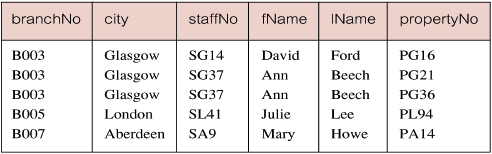 branchNo city staffNo fName lName propertyNo
B003 Glasgow SG14 David Ford PG16
B003 Glasgow SG37 Ann Beech PG21
B003 Glasgow SG37 Ann Beech PG36
B005 London SL41 Julie Lee PL94
B007 Aberdeen SA9 Mary Howe PA14